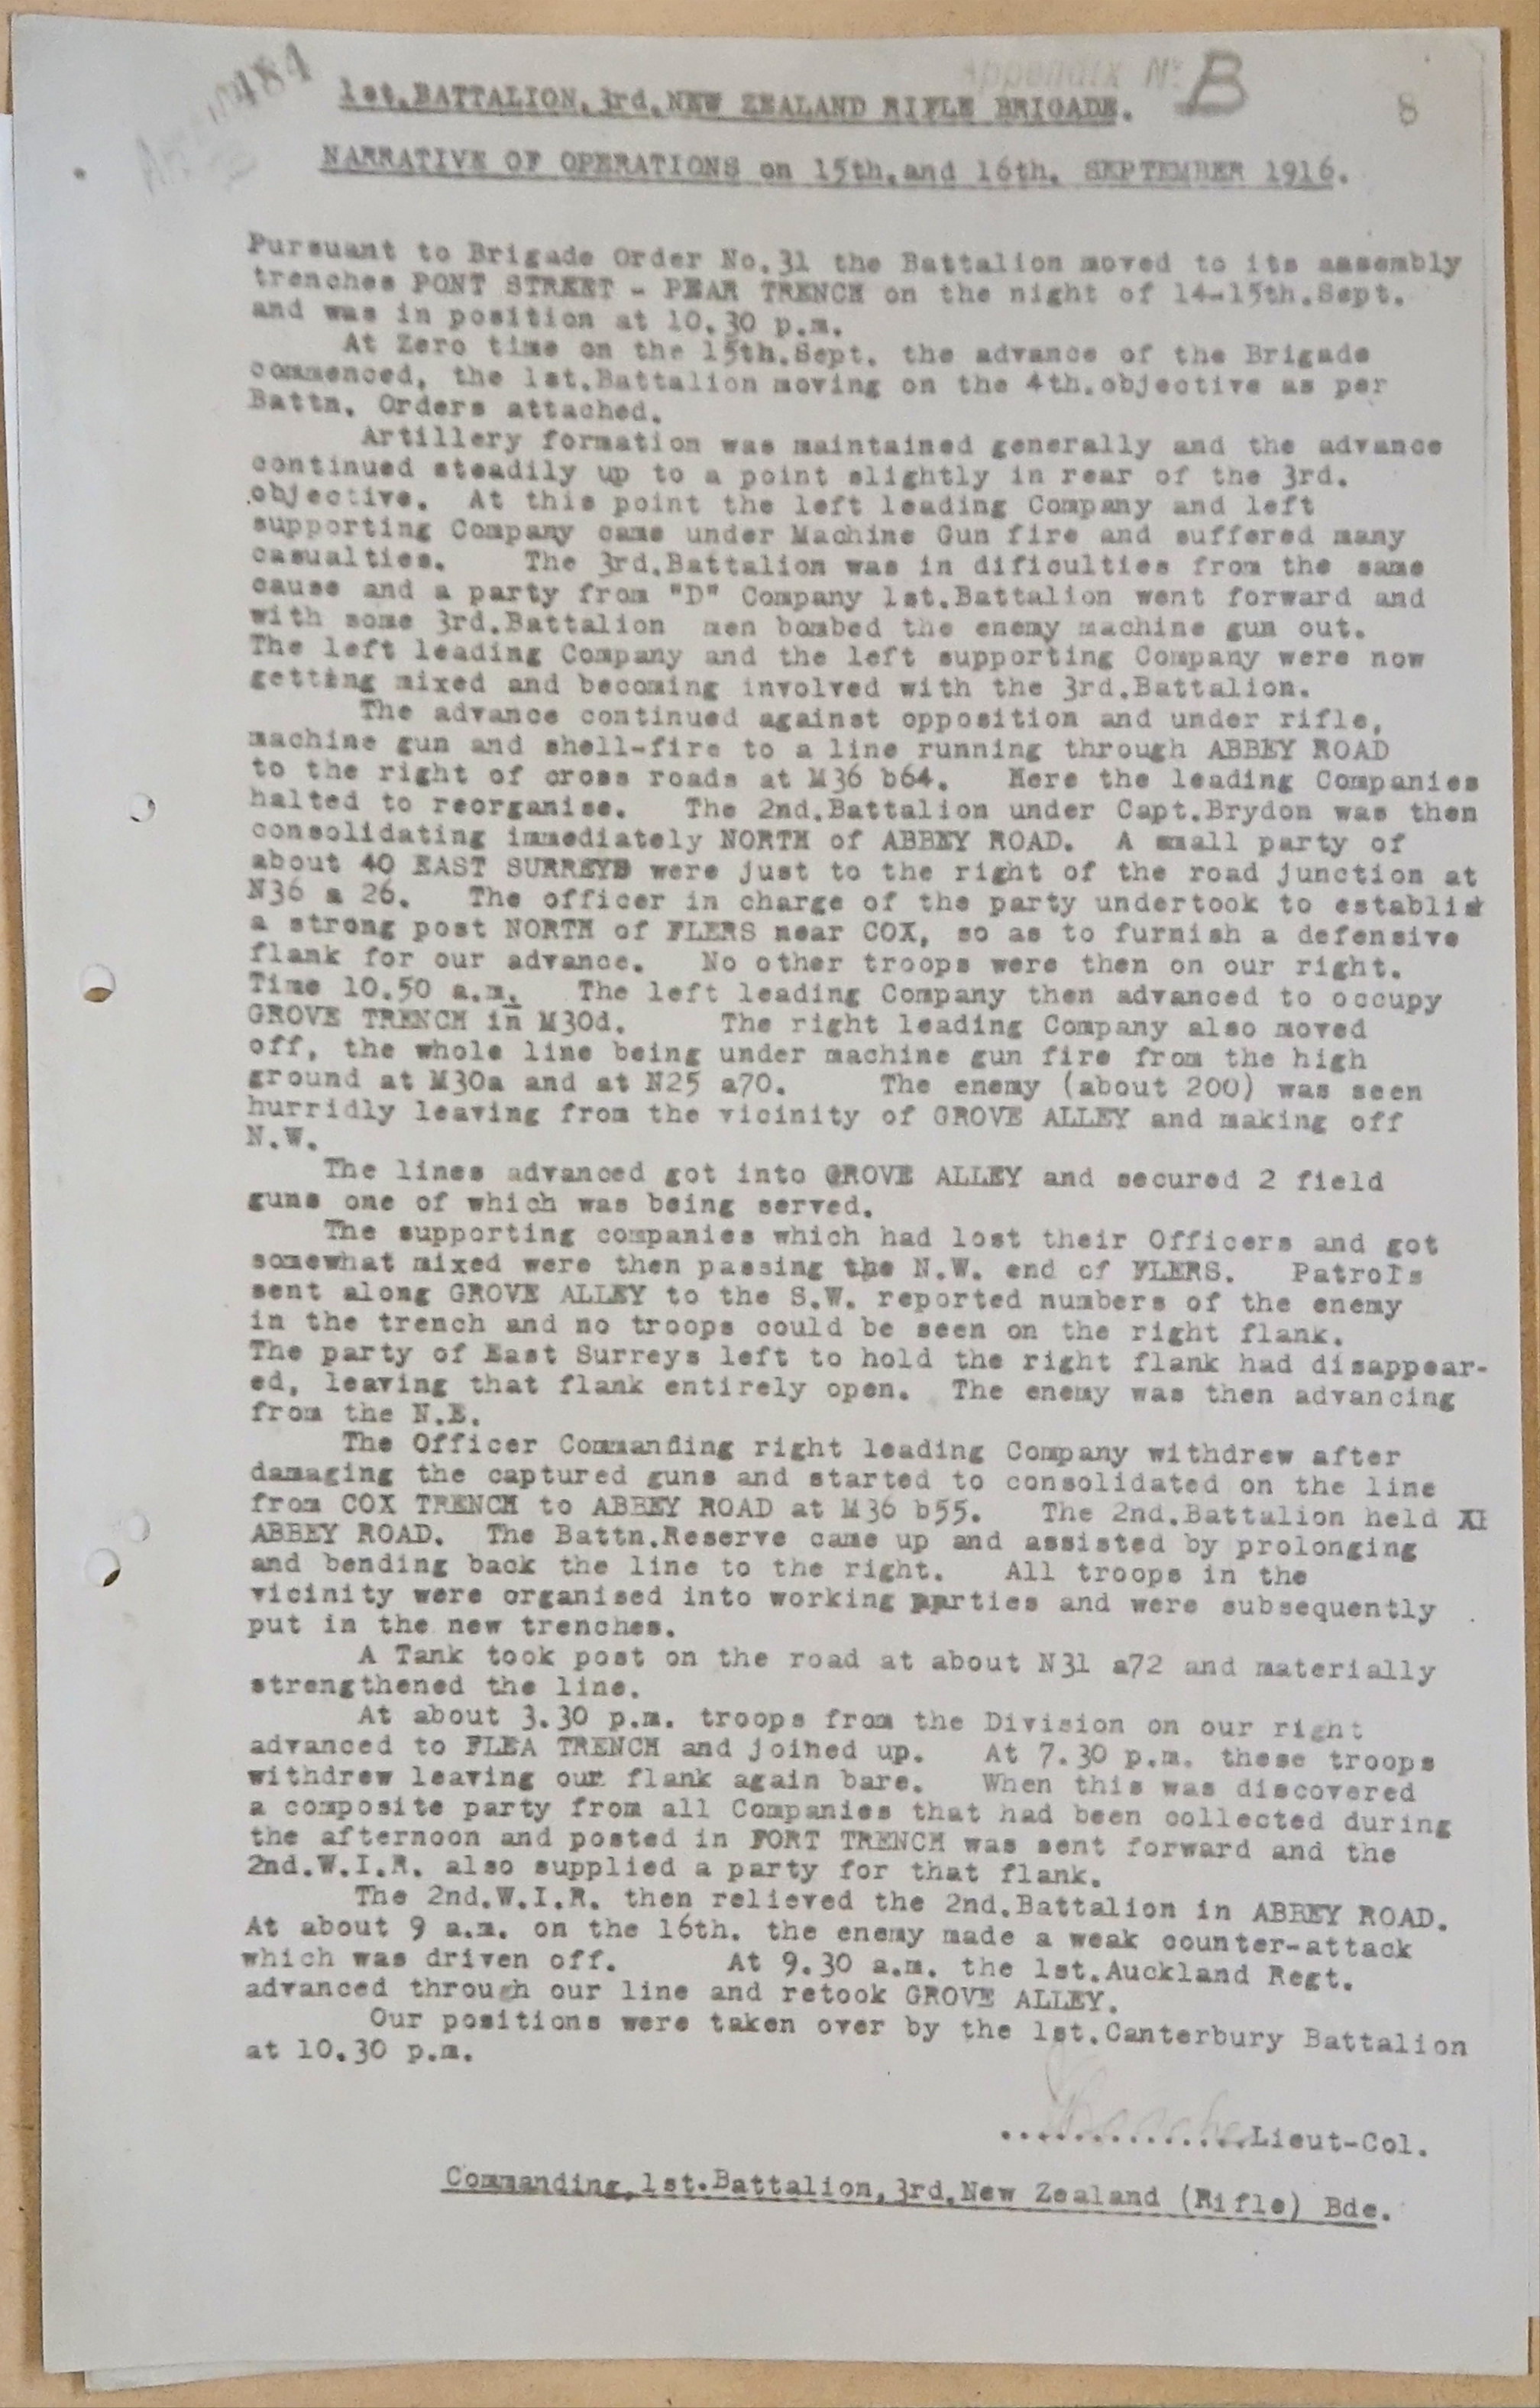 Appendix No. B
484
8
1st.BATTALION, 3rd.NEW ZEALAND RIFLE BRIGADE.
NARRATIVE OF OPERATIONS on 15th.and 16th. SEPTEMBER 1916.
Pursuant to Brigade Order No.31 the Battalion moved to its assembly
trenches PONT STREET - PEAR TRENCH on the night of 14-15th.Sept.
and was in position at 10.30 p.m.
At Zero time on the 15th.Sept. the advance of the Brigade
commenced, the 1st.Battalion moving on the 4th.objective as per
Battn. Orders attached.
Artillery formation was maintained generally and the advance
continued steadily up to a point slightly in rear of the 3rd.
objective. At this point the left leading Company and left
supporting Company came under Machine Gun fire and suffered many
casualties. The 3rd.Battalion was in dificulties from the same
cause and a party from "D" Company 1st.Battalion went forward and
with some 3rd.Battalion men bombed the enemy machine gun out.
The left leading Company and the left supporting Company were now
getting mixed and becoming involved with the 3rd.Battalion.
The advance continued against opposition and under rifle,
machine gun and shell-fire to a line running through ABBEY ROAD
to the right of cross roads at M36 b64. Here the leading Companies
halted to reorganise. The 2nd.Battalion under Capt.Brydon was then
consolidating immediately NORTH of ABBEY ROAD. A small party of
about 40 EAST SURREYS were just to the right of the road junction at
N36 a 26. The officer in charge of the party undertook to establish
a strong post NORTH of FLERS near COX, so as to furnish a defensive
flank for our advance. No other troops were then on our right.
Time 10.50 a.m. The left leading Company then advanced to occupy
GROVE TRENCH in M30d. The right leading Company also moved
off, the whole line being under machine gun fire from the high
ground at M30a and at N25 a70. The enemy (about 200) was seen
hurridly leaving from the vicinity of GROVE ALLEY and making off
N.W.
The lines advanced got into GROVE ALLEY and secured 2 field
guns one of which was being served.
The supporting companies which had lost their Officers and got
somewhat mixed were then passing the N.W. end of FLERS. Patrols
sent along GROVE ALLEY to the S.W. reported numbers of the enemy
in the trench and no troops could be seen on the right flank.
The party of East Surreys left to hold the right flank had disappear-
ed, leaving that flank entirely open. The enemy was then advancing
from the N.E.
The Officer Commanding right leading Company withdrew after
damaging the captured guns and started to consolidated on the line
from COX TRENCH to ABBEY ROAD at M36 b55. The 2nd.Battalion held
ABBEY ROAD. The Battn.Reserve came up and assisted by prolonging
and bending back the line to the right. All troops in the
vicinity were organised into working parties and were subsequently
put in the new trenches.
A Tank took post on the road at about N31 a72 and materially
strengthened the line.
At about 3.30 p.m. troops from the Division on our right
advanced to FLEA TRENCH and joined up. At 7.30 p.m. these troops
withdrew leaving our flank again bare. When this was discovered
a composite party from all Companies that had been collected during
the afternoon and posted in FORT TRENCH was sent forward and the
2nd.W.I.R. also supplied a party for that flank.
The 2nd.W.I.R. then relieved the 2nd.Battalion in ABBEY ROAD.
At about 9 a.m. on the 16th. the enemy made a weak counter-attack
which was driven off. At 9.30 a.m. the 1st.Auckland Regt.
advanced through our line and retook GROVE ALLEY.
Our positions were taken over by the 1st.Canterbury Battalion
at 10.30 p.m.
..............Lieut-Col.
Commanding, 1st.Battalion, 3rd.New Zealand (Rifle) Bde.